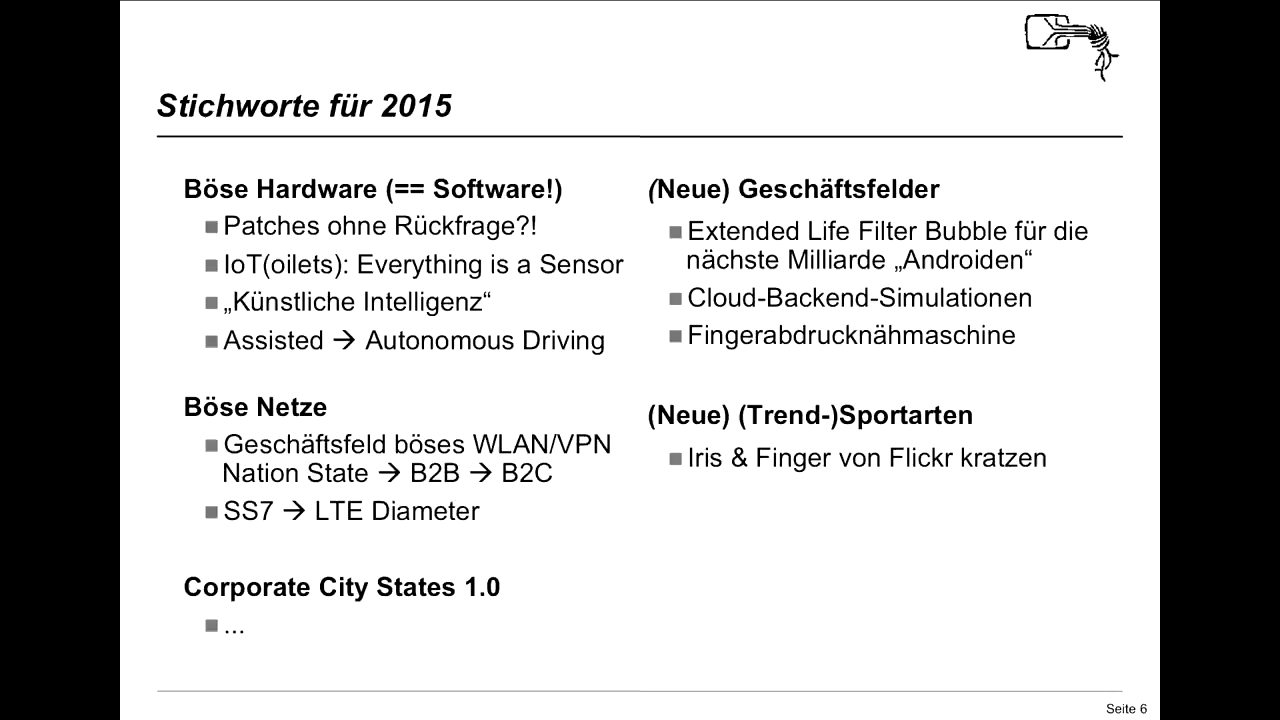 Stichworte für 2015
Böse Hardware (== Software!)
Patches ohne Rückfrage?!
IoT(oilets): Everything is a Sensor
„Künstliche Intelligenz“
Assisted → Autonomous Driving
Böse Netze
Geschäftsfeld böses WLAN/VPN
Nation State → B2B → B2C
SS7 → LTE Diameter
Corporate City States 1.0
...
(Neue) Geschäftsfelder
Extended Life Filter Bubble für die
nächste Milliarde „Androiden“
Cloud-Backend-Simulationen
Fingerabdrucknähmaschine
(Neue) (Trend-)Sportarten
Iris & Finger von Flickr kratzen
Seite 6